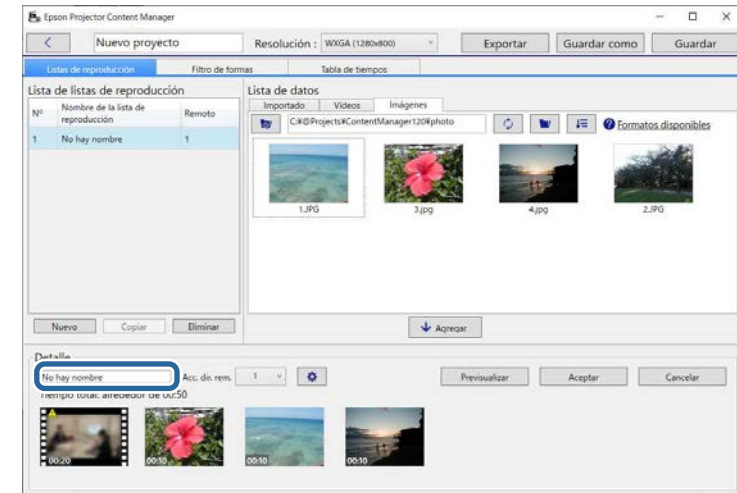 Epson Projector Content Manager
Nuevo proyecto
Resolución :
WXGA (1280x800)
Exportar
Guardar como
Guardar
Listas de reproducción
Filtro de formas
Tabla de tiempos
Lista de listas de reproducción
Nº
Nombre de la lista de
reproducción
Remoto
1
No hay nombre
1
Nuevo
Copiar
Eliminar
Lista de datos
Importado
Vídeos
Imágenes
C:¥@Projects¥ContentManager120¥photo
Formatos disponibles
1.JPG
3.jpg
4.jpg
2.JPG
Agregar
Detalle
No hay nombre
Acc. dir. rem.
1
Previsualizar
Aceptar
Cancelar
Tiempo total: alrededor de 00:50
00:20
00:10
00:10
00:10